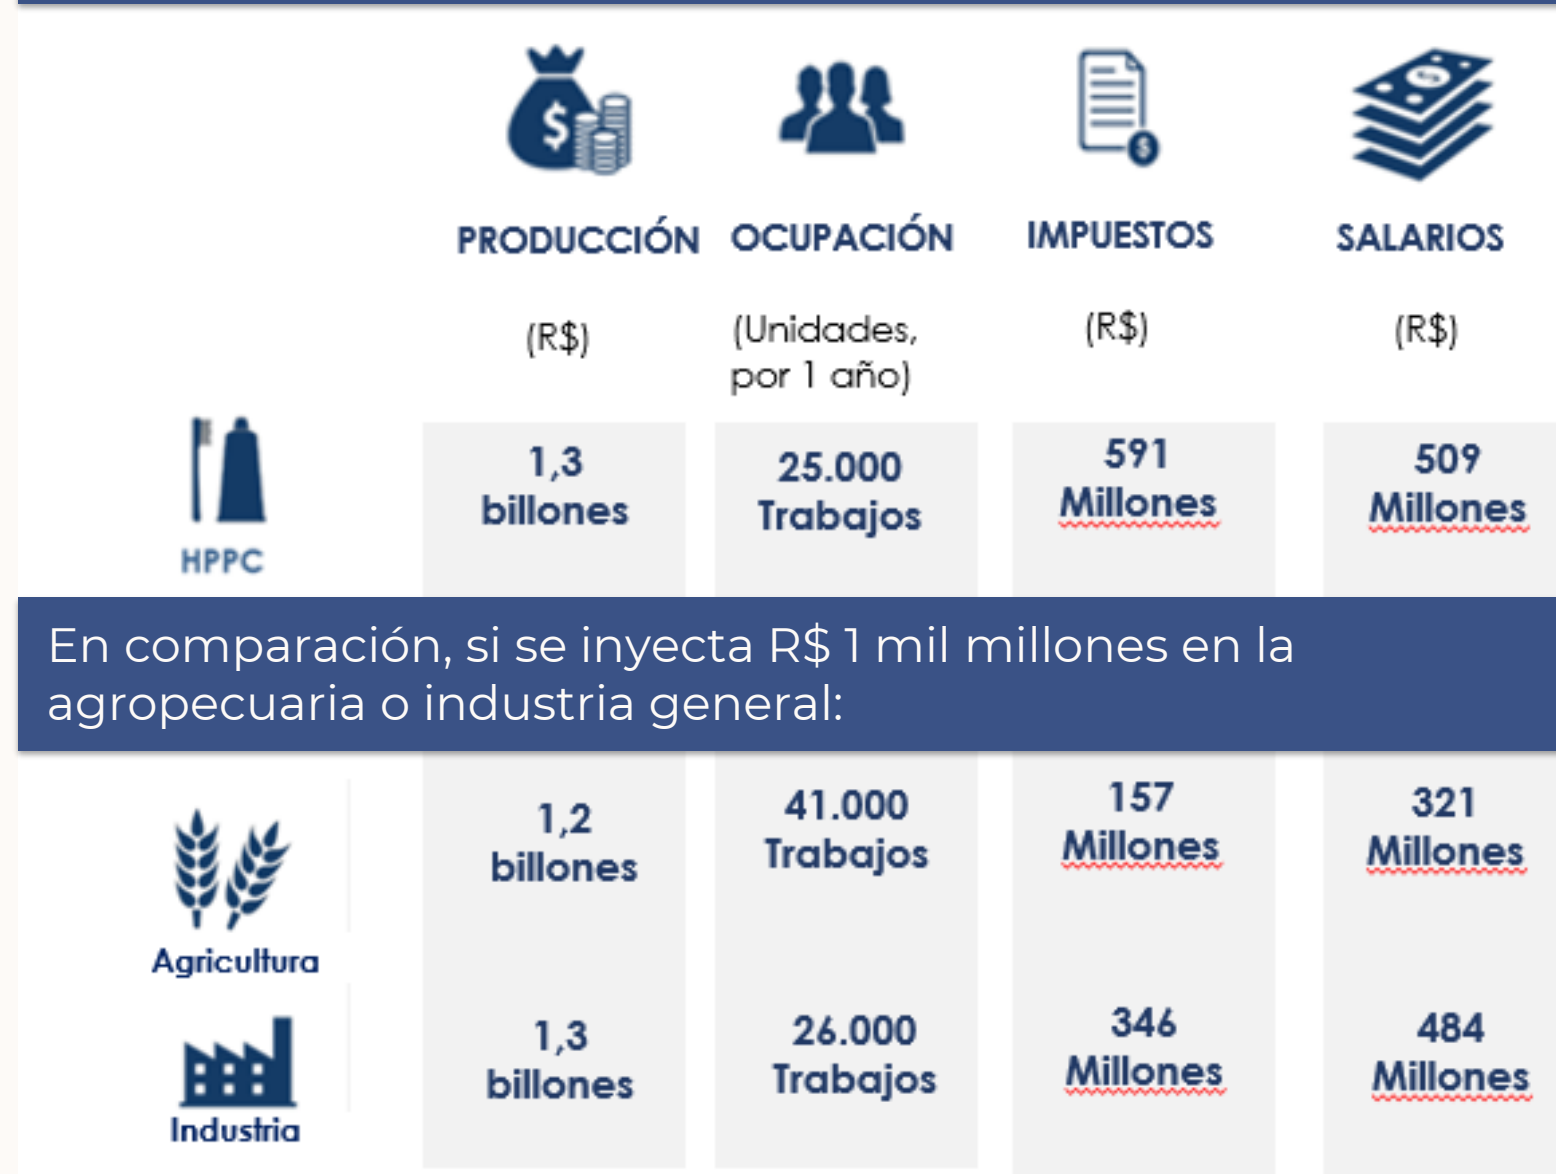 PRODUCCIÓN OCUPACIÓN IMPUESTOS SALARIOS
(R$) (Unidades, por 1 año) (R$) (R$)
HPPC
1,3 billones
25.000 Trabajos
591 Millones
509 Millones
En comparación, si se inyecta R$ 1 mil millones en la
agropecuaria o industria general:
Agricultura
1,2 billones
41.000 Trabajos
157 Millones
321 Millones
Industria
1,3 billones
26.000 Trabajos
346 Millones
484 Millones